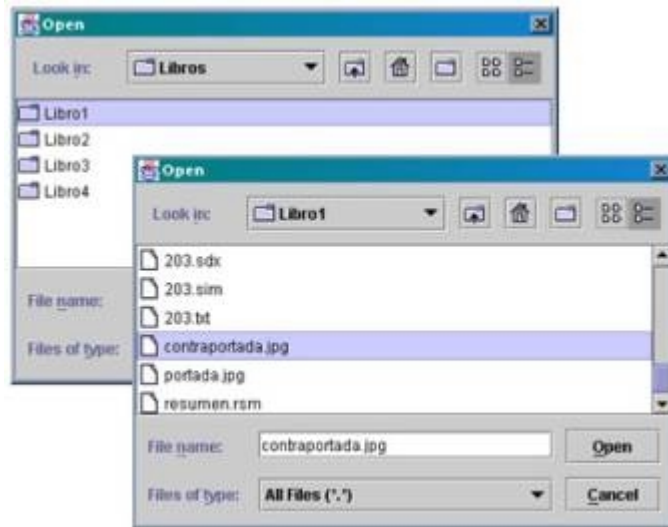 Open
Look in: Libros
Libro1
Libro2
Libro3
Libro4
File name:
Files of type:
Open
Look in: Libro1
203.sdx
203.sim
203.txt
contraportada.jpg
portada.jpg
resumen.rsm
File name: contraportada.jpg Open
Files of type: All Files (*.*) Cancel